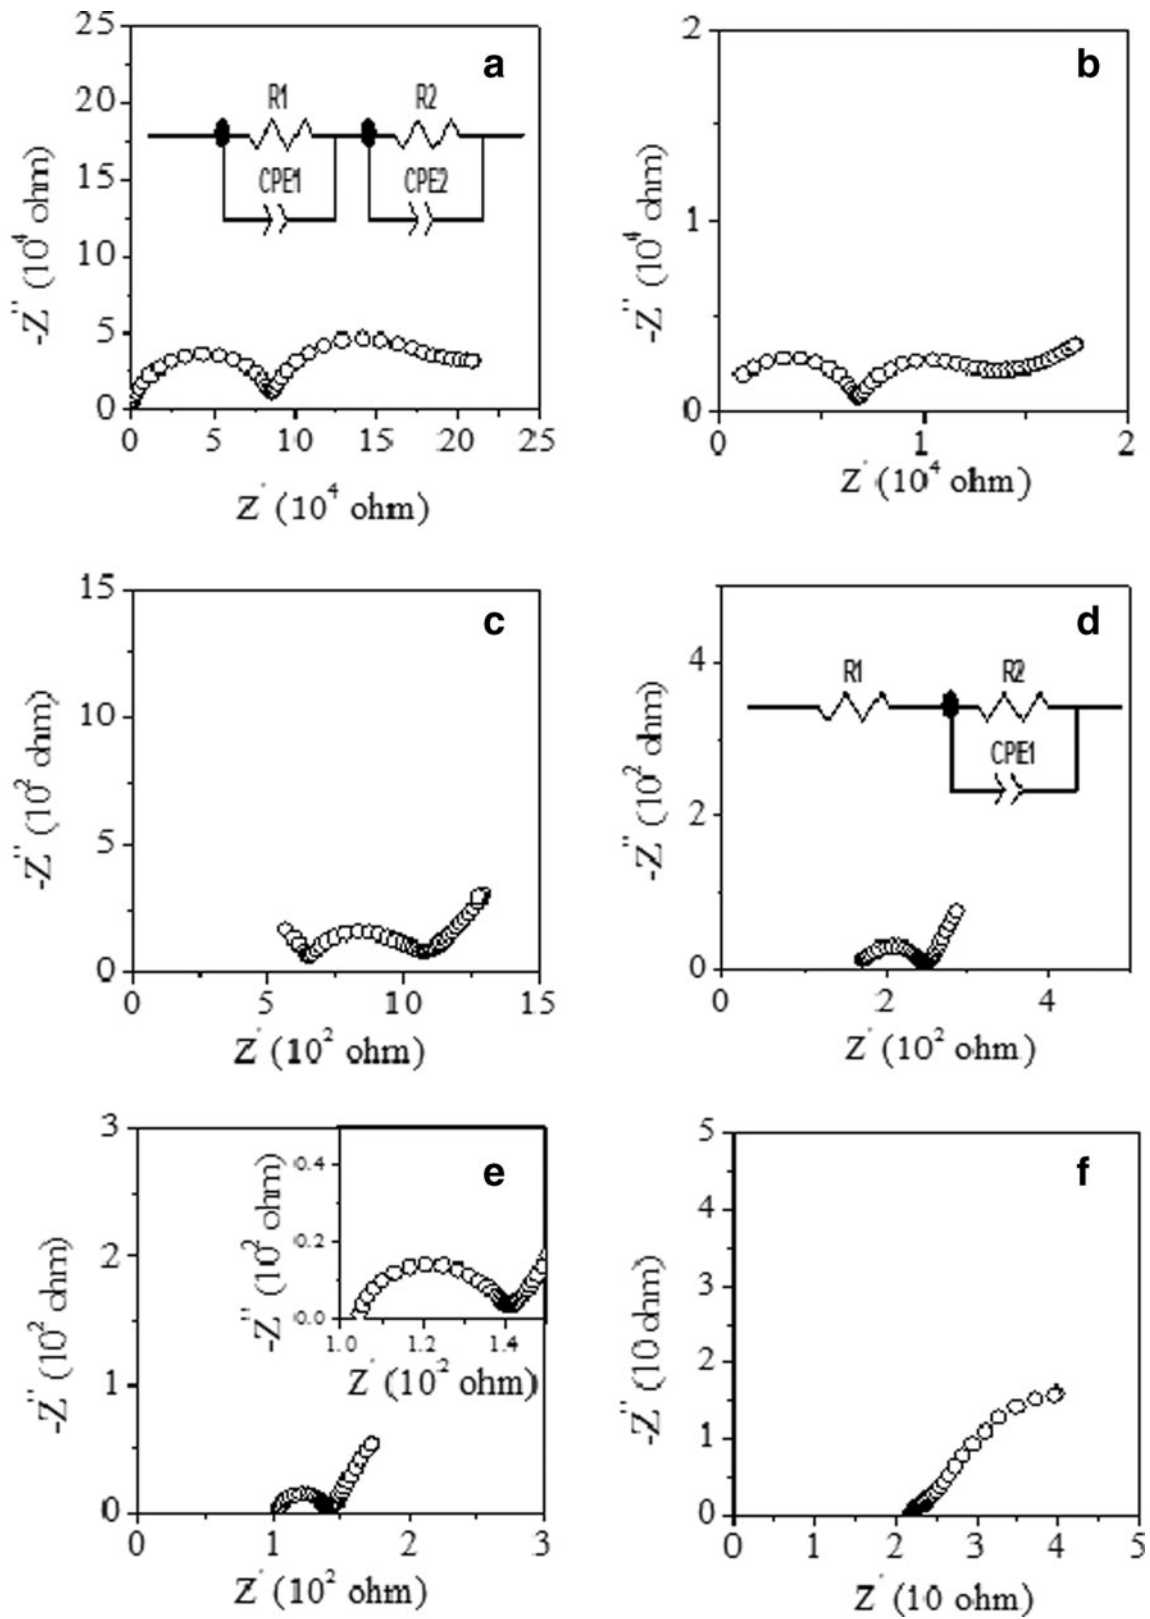 a
25
20
15
10
5
0
0 5 10 15 20 25
-Z'' (10⁴ ohm)
Z' (10⁴ ohm)
R1 R2
CPE1 CPE2
b
2
1
0
0 1 2
-Z'' (10⁴ ohm)
Z' (10⁴ ohm)
c
15
10
5
0
0 5 10 15
-Z'' (10² ohm)
Z' (10² ohm)
d
4
2
0
0 2 4
-Z'' (10² ohm)
Z' (10² ohm)
R1 R2
CPE1
e
3
2
1
0
0 1 2 3
-Z'' (10² ohm)
Z' (10² ohm)
0.4
0.2
0.0
1.0 1.2 1.4
-Z'' (10² ohm)
Z' (10² ohm)
f
5
4
3
2
1
0
0 1 2 3 4 5
-Z'' (10 ohm)
Z' (10 ohm)